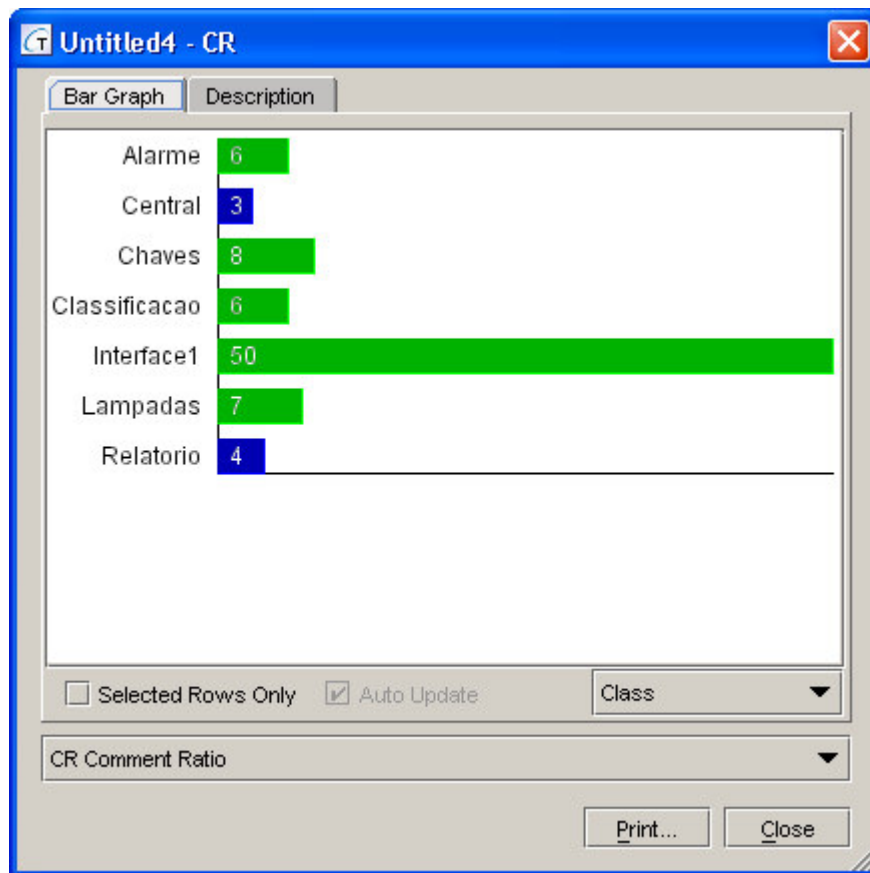 Untitled4 - CR
Bar Graph Description
Alarme 6
Central 3
Chaves 8
Classificacao 6
Interface1 50
Lampadas 7
Relatorio 4
Selected Rows Only Auto Update Class
CR Comment Ratio
Print... Close